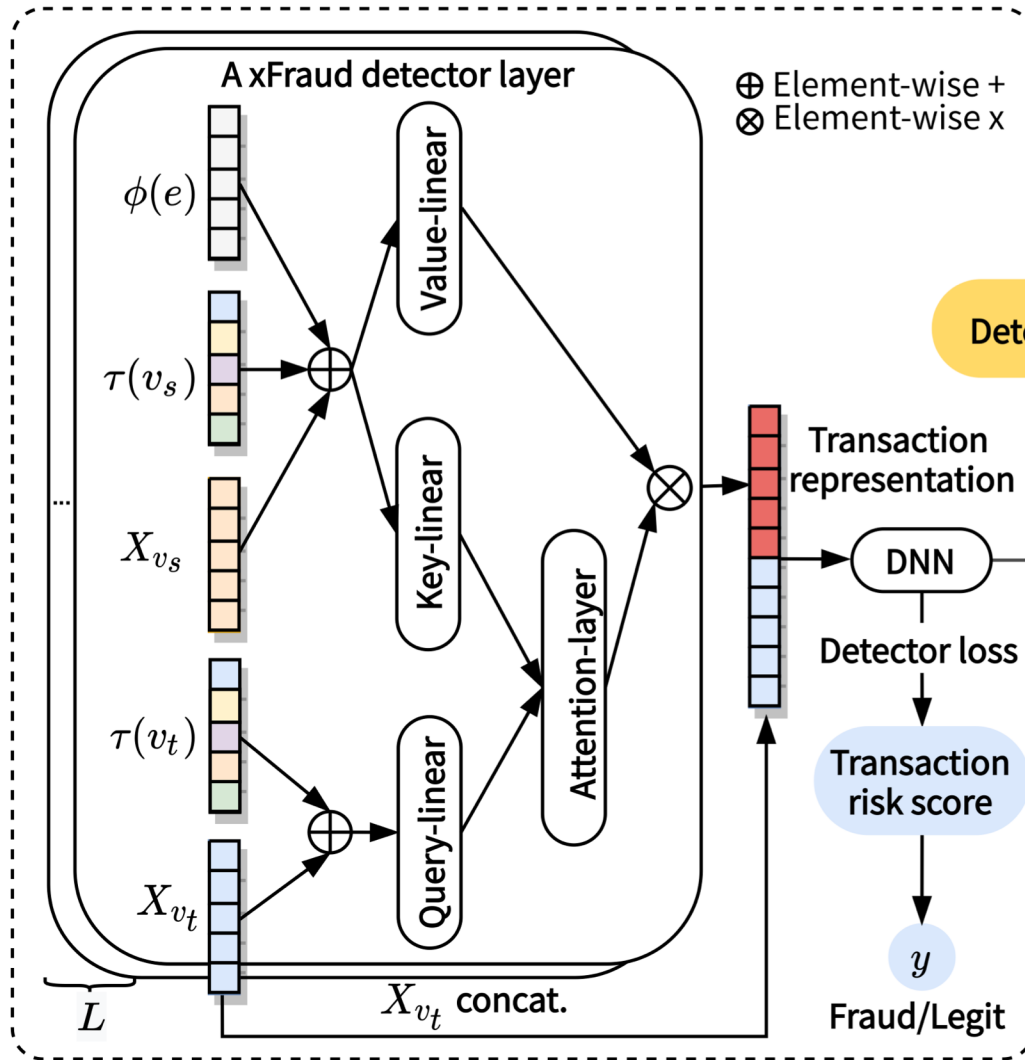 A xFraud detector layer
⊕ Element-wise +
⊗ Element-wise x
ϕ(e)
τ(v_s)
X_{v_s}
τ(v_t)
X_{v_t}
Value-linear
Key-linear
Query-linear
Attention-layer
...
L
X_{v_t} concat.
Dete
Transaction
representation
DNN
Detector loss
Transaction
risk score
y
Fraud/Legit